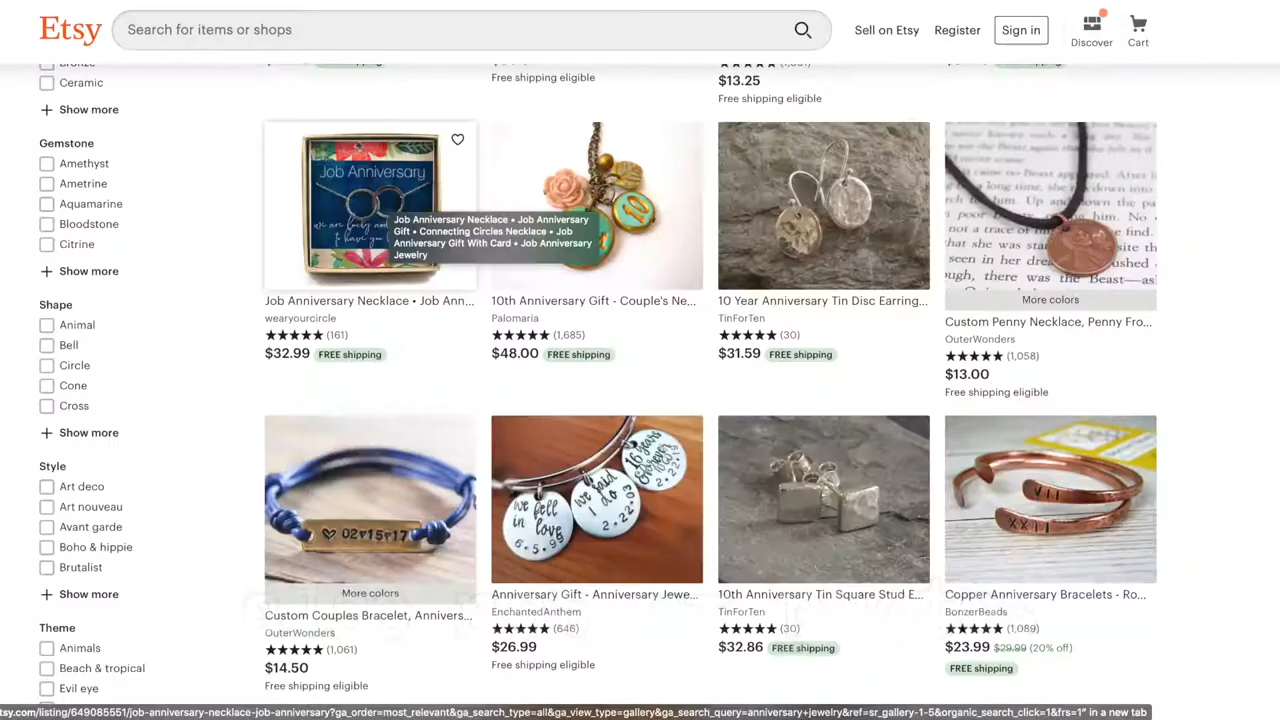 Etsy
Search for items or shops
Sell on Etsy
Register
Sign in
Discover
Cart
Bronze
Ceramic
+ Show more
Gemstone
Amethyst
Ametrine
Aquamarine
Bloodstone
Citrine
+ Show more
Shape
Animal
Bell
Circle
Cone
Cross
+ Show more
Style
Art deco
Art nouveau
Avant garde
Boho & hippie
Brutalist
+ Show more
Theme
Animals
Beach & tropical
Evil eye
Free shipping eligible
$13.25
Free shipping eligible
Job Anniversary
we are lucky and
to have you
Job Anniversary Necklace • Job Anniversary
Gift • Connecting Circles Necklace • Job
Anniversary Gift With Card • Job Anniversary
Jewelry
Job Anniversary Necklace • Job Ann...
wearyourcircle
★★★★★ (161)
$32.99 FREE shipping
10
10th Anniversary Gift - Couple's Ne...
Palomaria
★★★★★ (1,685)
$48.00 FREE shipping
10 Year Anniversary Tin Disc Earring...
TinForTen
★★★★★ (30)
$31.59 FREE shipping
More colors
Custom Penny Necklace, Penny Fro...
OuterWonders
★★★★★ (1,058)
$13.00
Free shipping eligible
♡ 02♥15♥17
More colors
Custom Couples Bracelet, Annivers...
OuterWonders
★★★★★ (1,061)
$14.50
Free shipping eligible
we fell
in love
6.5.99
we said
I do
2.22.03
16 years
2.22.19
Anniversary Gift - Anniversary Jewe...
EnchantedAnthem
★★★★★ (646)
$26.99
Free shipping eligible
10th Anniversary Tin Square Stud E...
TinForTen
★★★★★ (30)
$32.86 FREE shipping
VII
XXII
Copper Anniversary Bracelets - Ro...
BonzerBeads
★★★★★ (1,089)
$23.99 $29.99 (20% off)
FREE shipping
tsy.com/listing/649085551/job-anniversary-necklace-job-anniversary?ga_order=most_relevant&ga_search_type=all&ga_view_type=gallery&ga_search_query=anniversary+jewelry&ref=sr_gallery-1-5&organic_search_click=1&frs=1" in a new tab